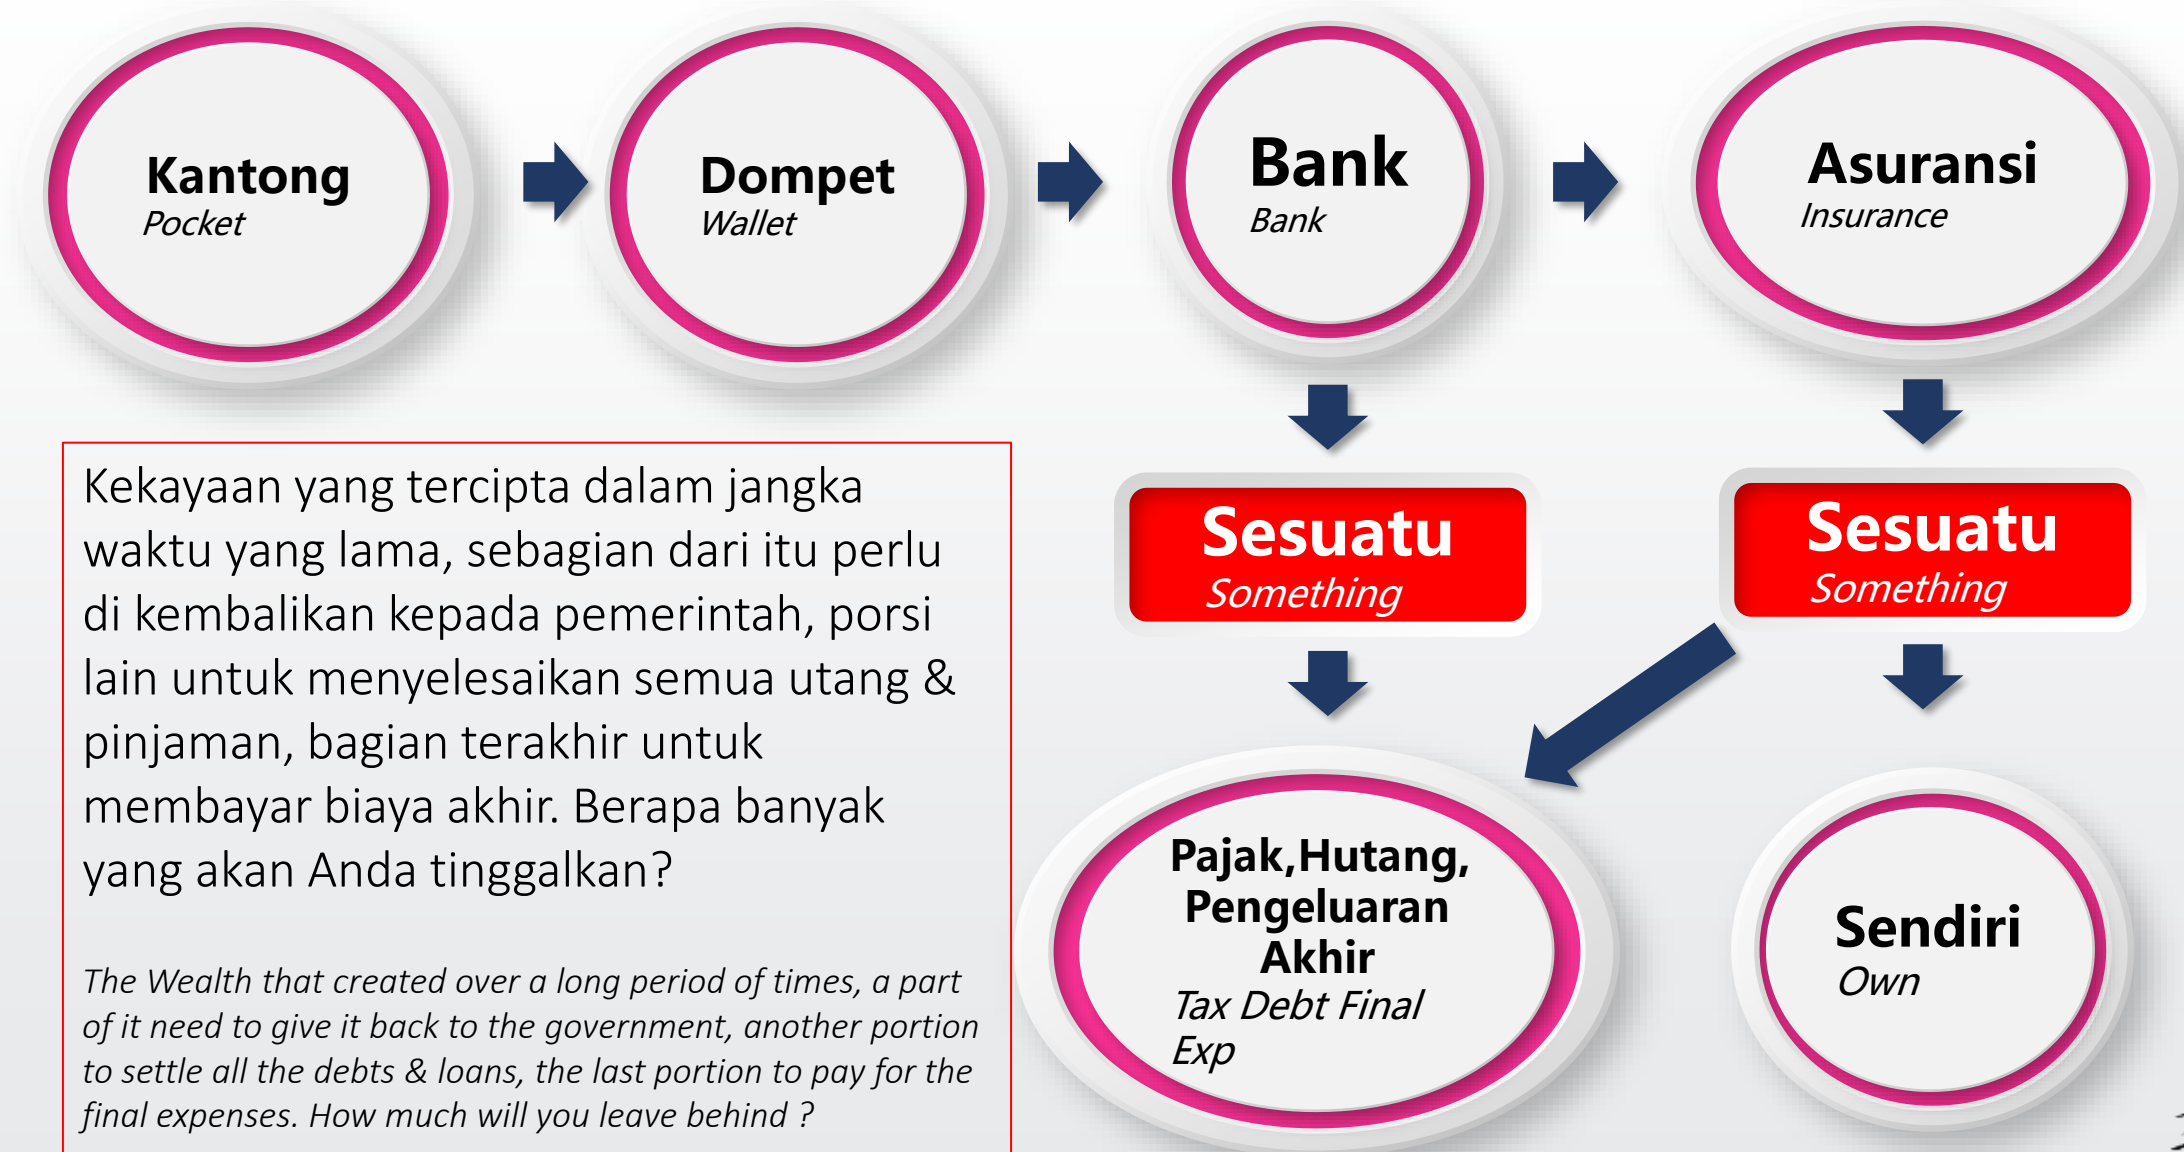 Kantong
Pocket
Dompet
Wallet
Bank
Bank
Asuransi
Insurance
Sesuatu
Something
Sesuatu
Something
Kekayaan yang tercipta dalam jangka
waktu yang lama, sebagian dari itu perlu
di kembalikan kepada pemerintah, porsi
lain untuk menyelesaikan semua utang &
pinjaman, bagian terakhir untuk
membayar biaya akhir. Berapa banyak
yang akan Anda tinggalkan?
The Wealth that created over a long period of times, a part
of it need to give it back to the government, another portion
to settle all the debts & loans, the last portion to pay for the
final expenses. How much will you leave behind ?
Pajak,Hutang,
Pengeluaran
Akhir
Tax Debt Final
Exp
Sendiri
Own